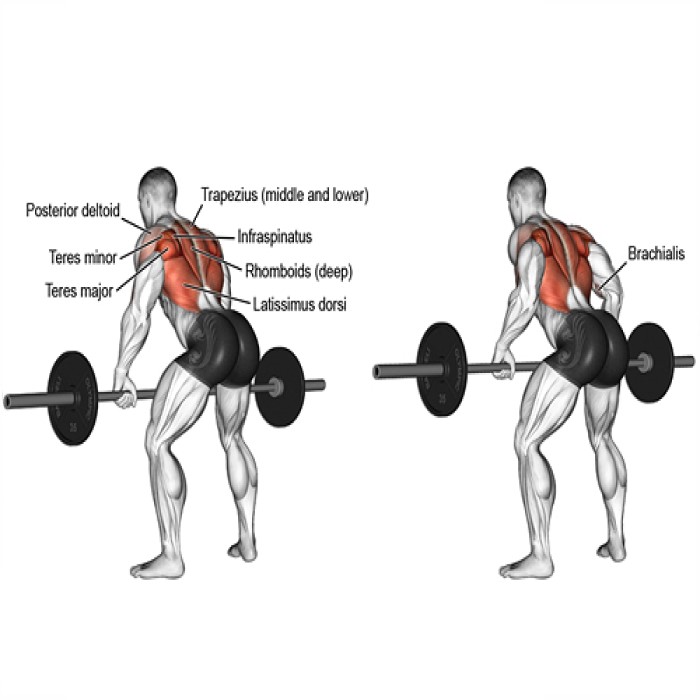 Trapezius (middle and lower)
Posterior deltoid
Infraspinatus
Teres minor
Rhomboids (deep)
Teres major
Latissimus dorsi
Brachialis